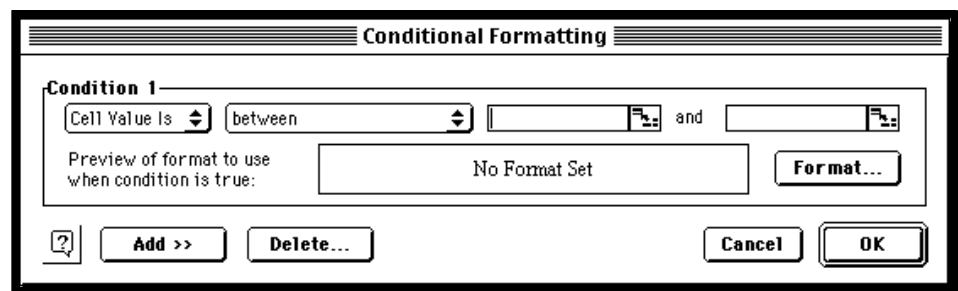 Conditional Formatting
Condition 1
Cell Value Is between and
Preview of format to use
when condition is true:
No Format Set
Format...
? Add >> Delete... Cancel OK